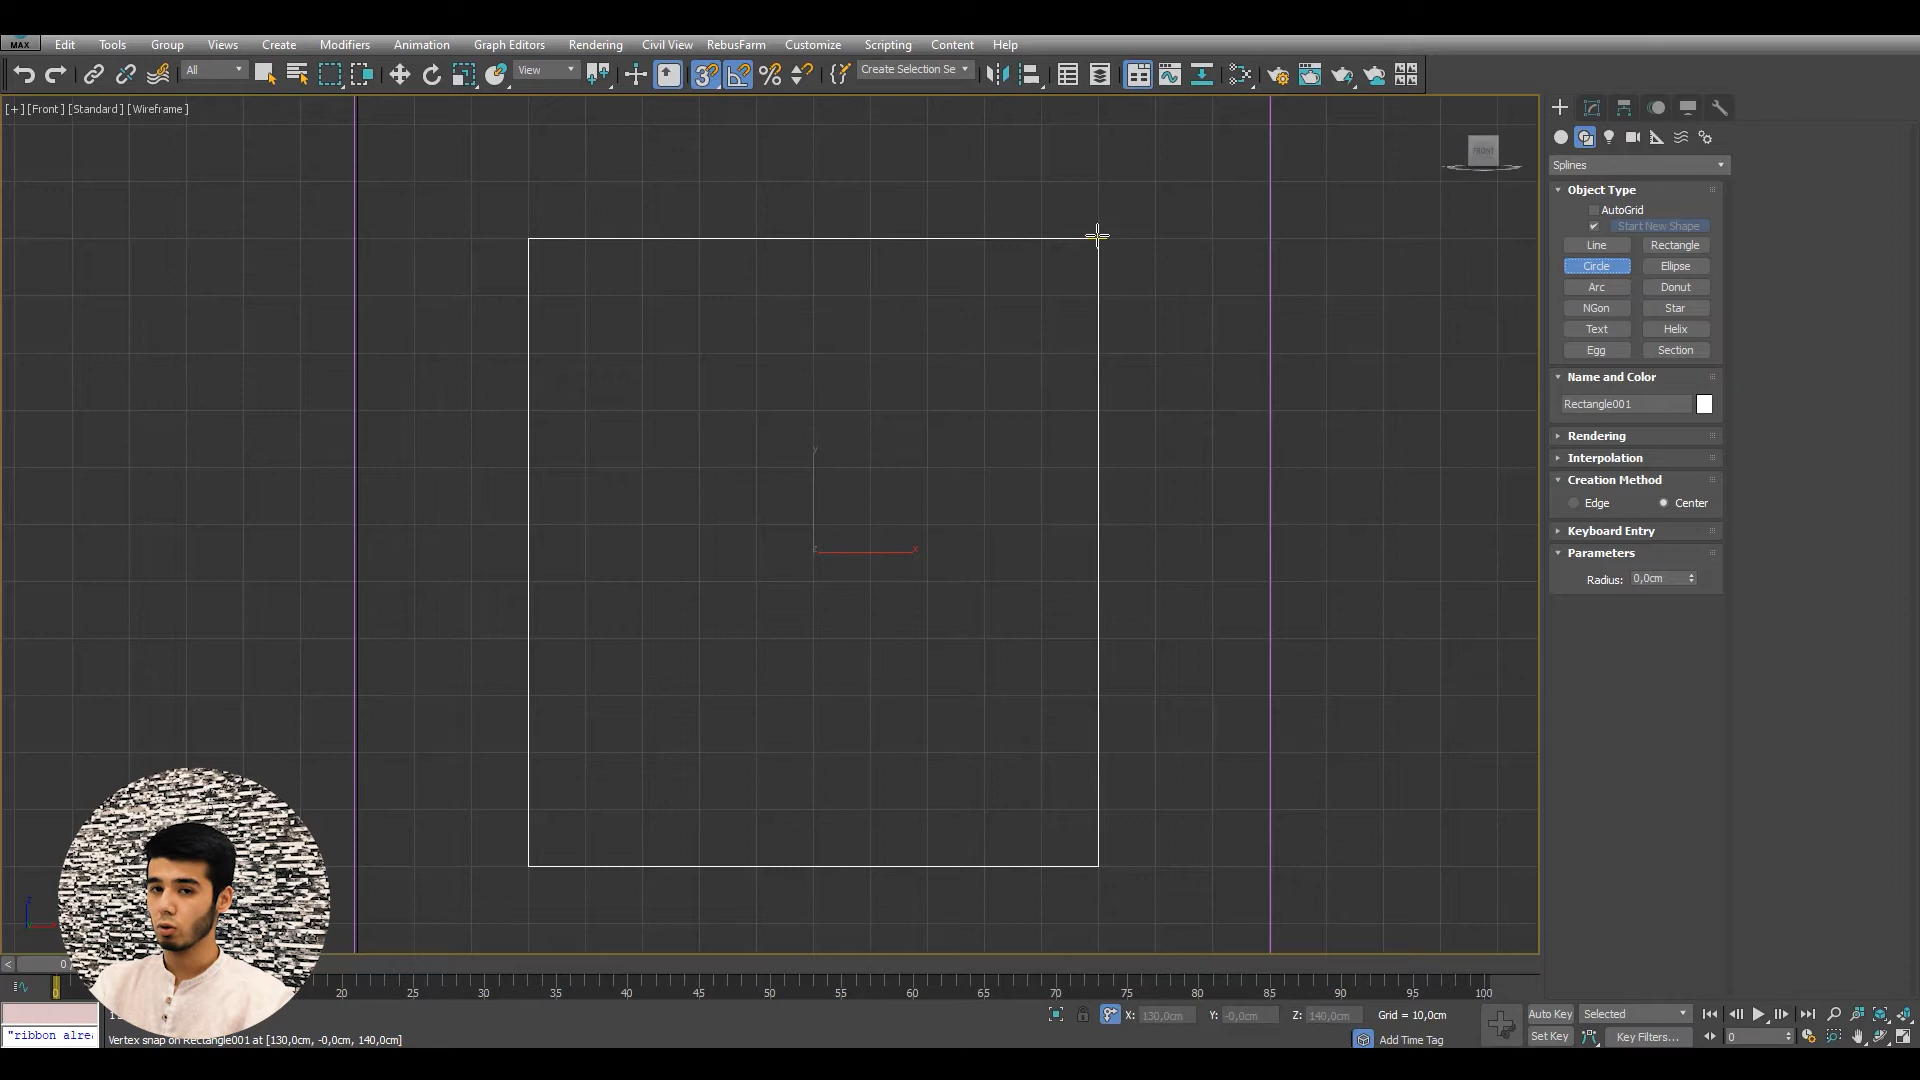 MAX
Edit Tools Group Views Create Modifiers Animation Graph Editors Rendering Civil View RebusFarm Customize Scripting Content Help
All View Create Selection Se
[+] [Front] [Standard] [Wireframe]
FRONT
y
z x
z
Splines
Object Type
AutoGrid
Start New Shape
Line Rectangle
Circle Ellipse
Arc Donut
NGon Star
Text Helix
Egg Section
Name and Color
Rectangle001
Rendering
Interpolation
Creation Method
Edge Center
Keyboard Entry
Parameters
Radius: 0,0cm
< 0
0 20 25 30 35 40 45 50 55 60 65 70 75 80 85 90 95 100
X: 130,0cm Y: -0,0cm Z: 140,0cm Grid = 10,0cm
Auto Key Selected
"ribbon alre
Vertex snap on Rectangle001 at [130,0cm, -0,0cm, 140,0cm]
Add Time Tag
Set Key Key Filters... 0